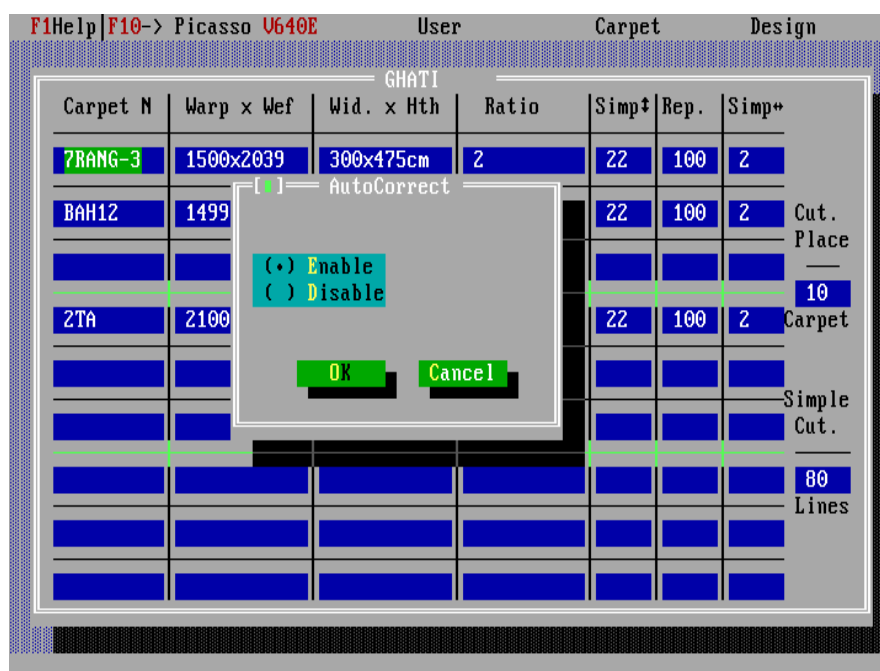 F1Help|F10-> Picasso V640E User Carpet Design
GHATI
Carpet N Warp x Wef Wid. x Hth Ratio Simp↕ Rep. Simp↔
7RANG-3 1500x2039 300x475cm 2 22 100 2
[■] AutoCorrect
BAH12 1499 22 100 2 Cut.
Place
(•) Enable
( ) Disable
10
2TA 2100 22 100 2 Carpet
OK Cancel
Simple
Cut.
80
Lines